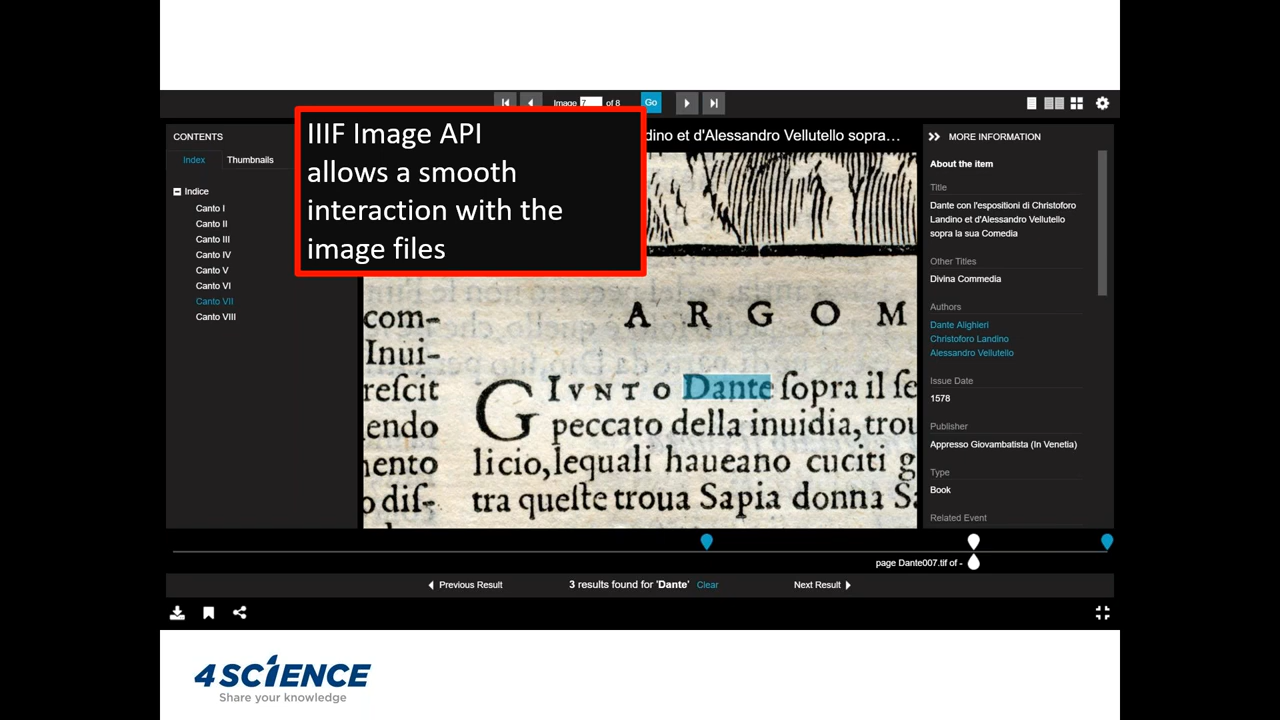 Image 7 of 8 Go
IIIF Image API
allows a smooth
interaction with the
image files
CONTENTS
Index Thumbnails
Indice
Canto I
Canto II
Canto III
Canto IV
Canto V
Canto VI
Canto VII
Canto VIII
dino et d'Alessandro Vellutello sopra...
com-
Inui-
reſcit
endo
mento
o diſ-
A R G O M
GIVNTO Dante ſopra il ſe
peccato della inuidia, trou
licio, lequali haueano cuciti g
tra queſte troua Sapia donna Sa
MORE INFORMATION
About the item
Title
Dante con l'espositioni di Christoforo
Landino et d'Alessandro Vellutello
sopra la sua Comedia
Other Titles
Divina Commedia
Authors
Dante Alighieri
Christoforo Landino
Alessandro Vellutello
Issue Date
1578
Publisher
Appresso Giovambatista (In Venetia)
Type
Book
Related Event
page Dante007.tif of -
Previous Result 3 results found for 'Dante' Clear Next Result
4SCIENCE
Share your knowledge